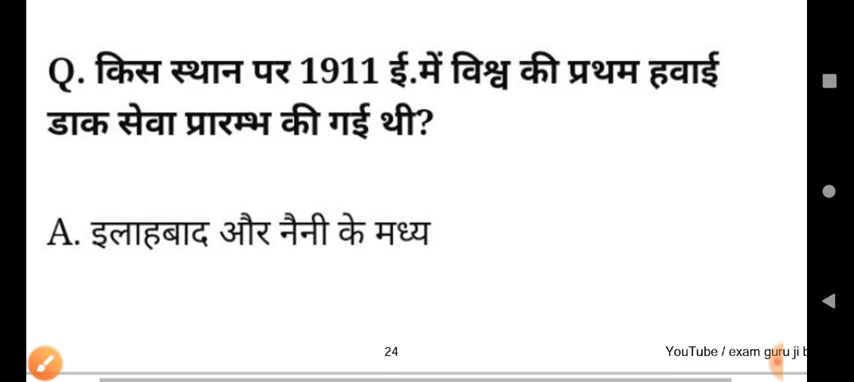 Q. किस स्थान पर 1911 ई.में विश्व की प्रथम हवाई
डाक सेवा प्रारम्भ की गई थी?
A. इलाहबाद और नैनी के मध्य
24
YouTube / exam guru ji